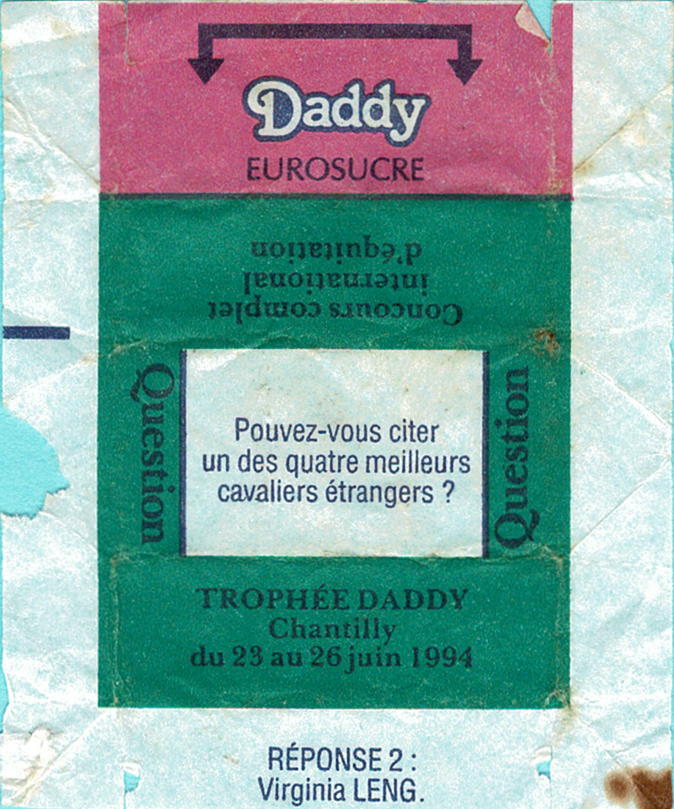 Daddy
EUROSUCRE
Concours complet
international
d'équitation
Question
Pouvez-vous citer
un des quatre meilleurs
cavaliers étrangers ?
Question
TROPHÉE DADDY
Chantilly
du 23 au 26 juin 1994
RÉPONSE 2 :
Virginia LENG.